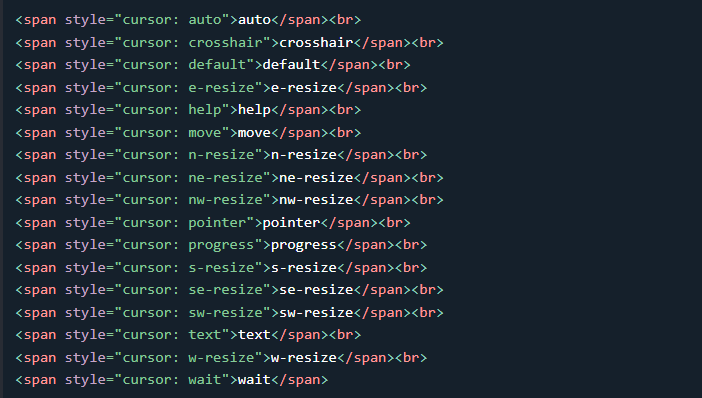 <span style="cursor: auto">auto</span><br>
<span style="cursor: crosshair">crosshair</span><br>
<span style="cursor: default">default</span><br>
<span style="cursor: e-resize">e-resize</span><br>
<span style="cursor: help">help</span><br>
<span style="cursor: move">move</span><br>
<span style="cursor: n-resize">n-resize</span><br>
<span style="cursor: ne-resize">ne-resize</span><br>
<span style="cursor: nw-resize">nw-resize</span><br>
<span style="cursor: pointer">pointer</span><br>
<span style="cursor: progress">progress</span><br>
<span style="cursor: s-resize">s-resize</span><br>
<span style="cursor: se-resize">se-resize</span><br>
<span style="cursor: sw-resize">sw-resize</span><br>
<span style="cursor: text">text</span><br>
<span style="cursor: w-resize">w-resize</span><br>
<span style="cursor: wait">wait</span>